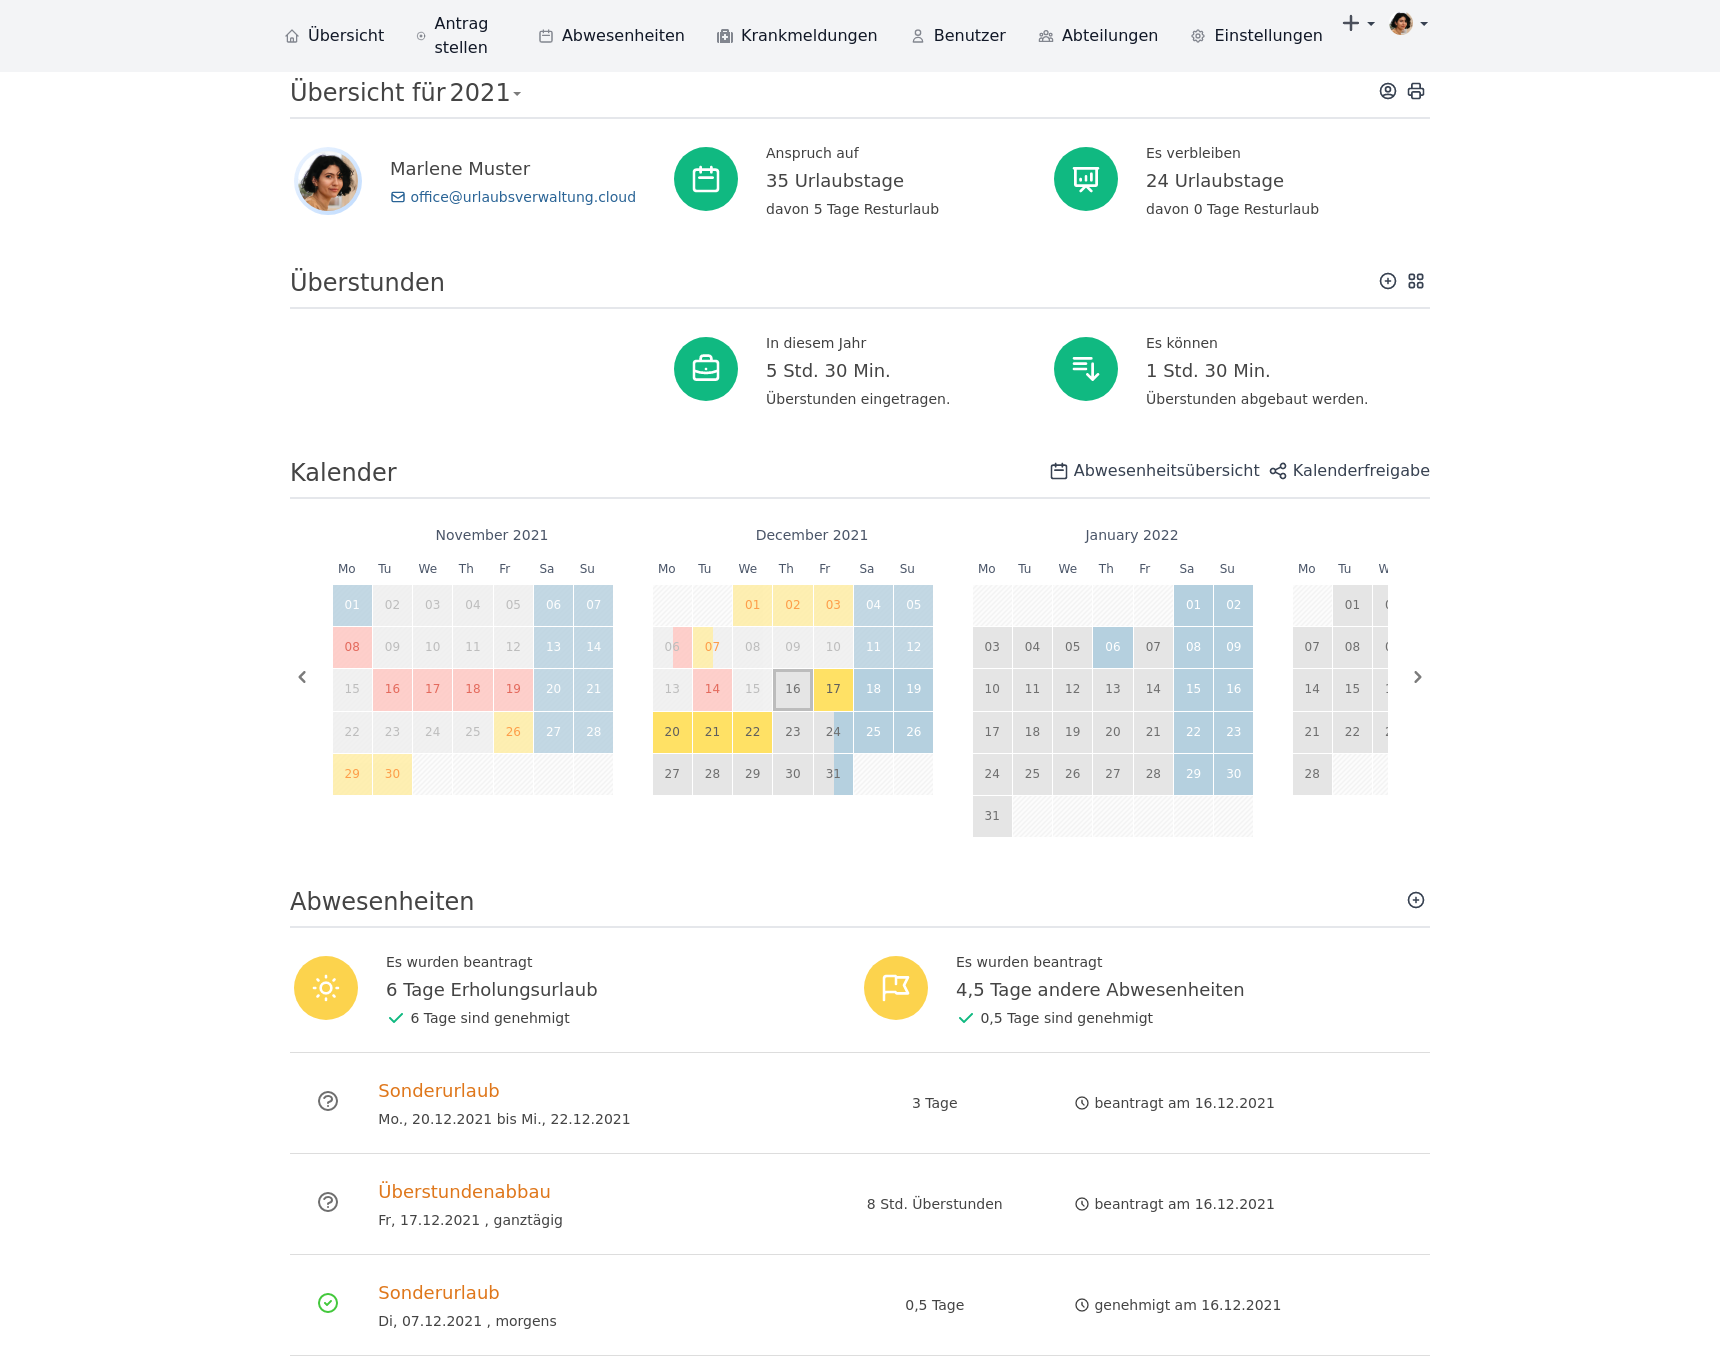 Übersicht
Antrag stellen
Abwesenheiten
Krankmeldungen
Benutzer
Abteilungen
Einstellungen
Übersicht für 2021
Marlene Muster
office@urlaubsverwaltung.cloud
Anspruch auf
35 Urlaubstage
davon 5 Tage Resturlaub
Es verbleiben
24 Urlaubstage
davon 0 Tage Resturlaub
Überstunden
In diesem Jahr
5 Std. 30 Min.
Überstunden eingetragen.
Es können
1 Std. 30 Min.
Überstunden abgebaut werden.
Kalender
Abwesenheitsübersicht
Kalenderfreigabe
November 2021
Mo Tu We Th Fr Sa Su
01 02 03 04 05 06 07
08 09 10 11 12 13 14
15 16 17 18 19 20 21
22 23 24 25 26 27 28
29 30
December 2021
Mo Tu We Th Fr Sa Su
01 02 03 04 05
06 07 08 09 10 11 12
13 14 15 16 17 18 19
20 21 22 23 24 25 26
27 28 29 30 31
January 2022
Mo Tu We Th Fr Sa Su
01 02
03 04 05 06 07 08 09
10 11 12 13 14 15 16
17 18 19 20 21 22 23
24 25 26 27 28 29 30
31
Mo Tu
01
07 08
14 15
21 22
28
Abwesenheiten
Es wurden beantragt
6 Tage Erholungsurlaub
6 Tage sind genehmigt
Es wurden beantragt
4,5 Tage andere Abwesenheiten
0,5 Tage sind genehmigt
Sonderurlaub
Mo., 20.12.2021 bis Mi., 22.12.2021
3 Tage
beantragt am 16.12.2021
Überstundenabbau
Fr, 17.12.2021 , ganztägig
8 Std. Überstunden
beantragt am 16.12.2021
Sonderurlaub
Di, 07.12.2021 , morgens
0,5 Tage
genehmigt am 16.12.2021